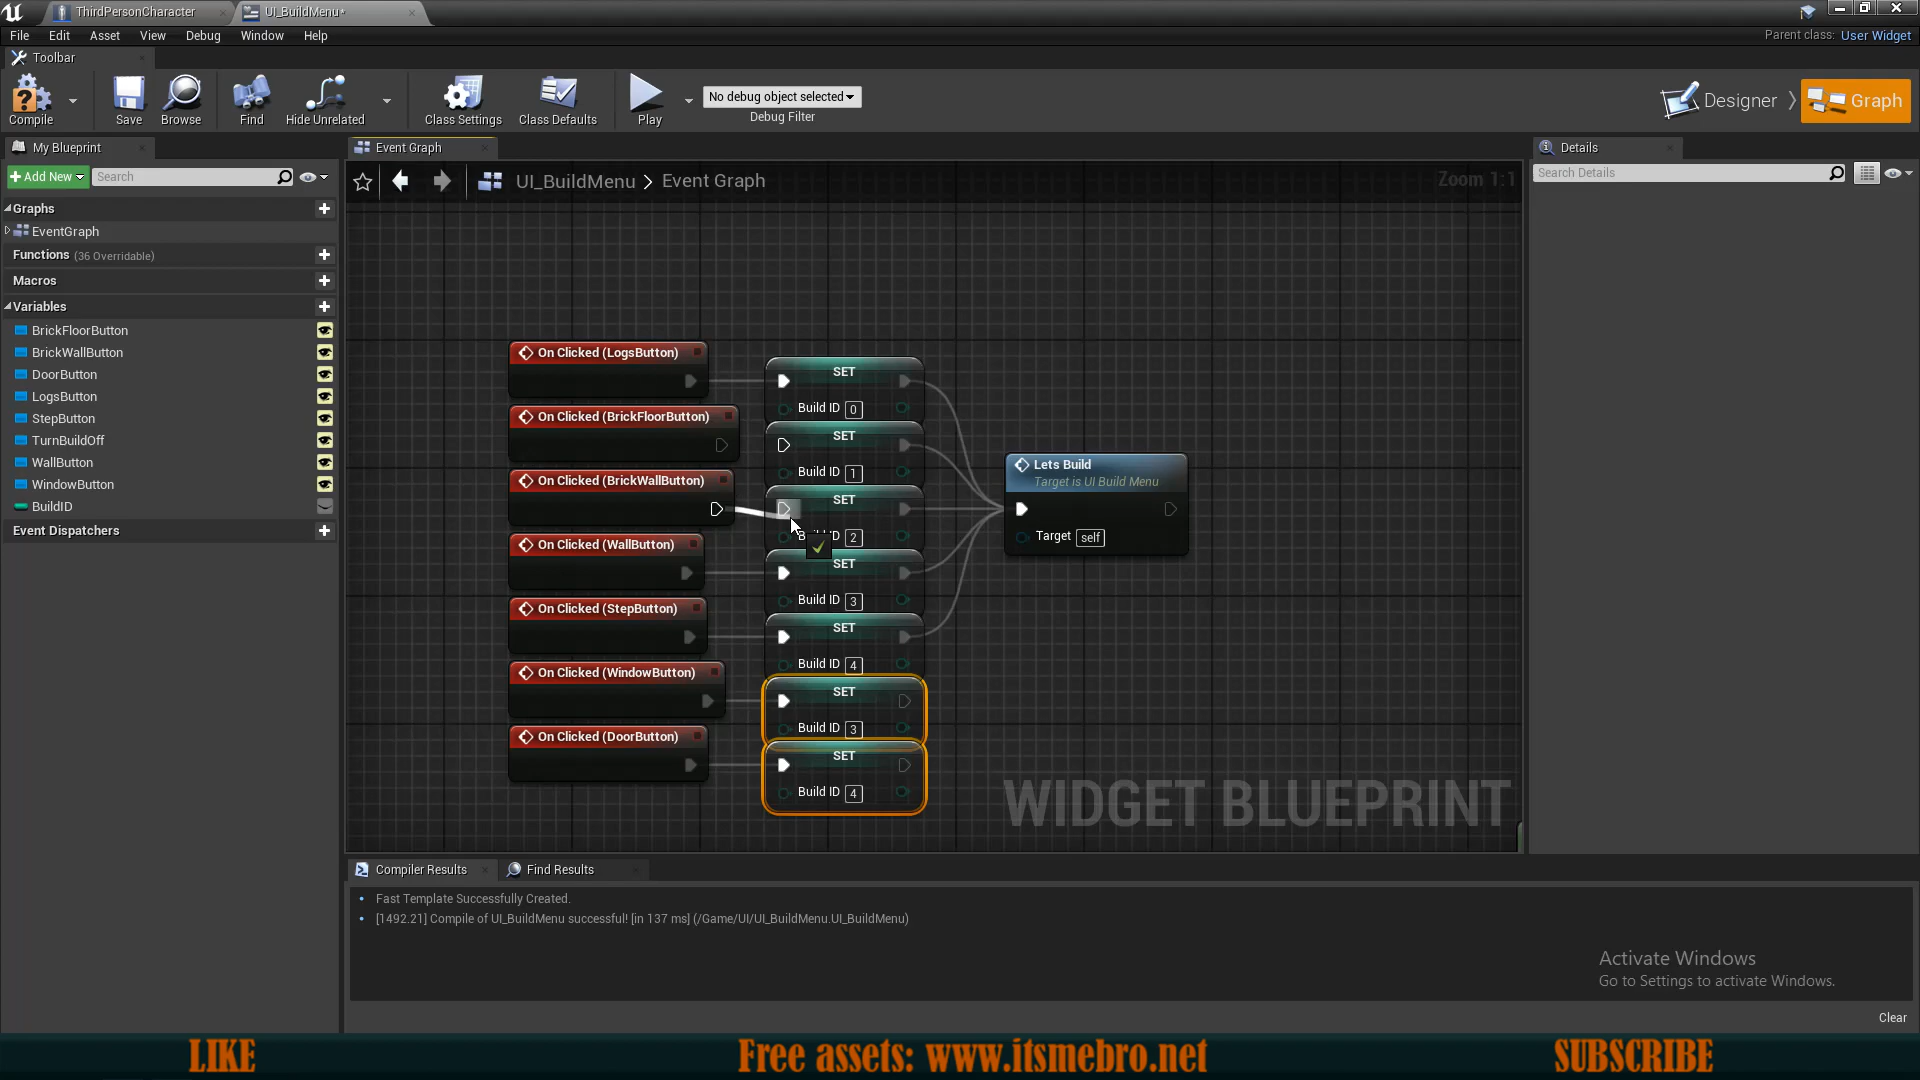 ThirdPersonCharacter
UI_BuildMenu*
File Edit Asset View Debug Window Help
Parent class: User Widget
Toolbar
Compile
Save
Browse
Find
Hide Unrelated
Class Settings
Class Defaults
Play
No debug object selected
Debug Filter
Designer
Graph
My Blueprint
Add New
Search
Graphs
EventGraph
Functions (36 Overridable)
Macros
Variables
BrickFloorButton
BrickWallButton
DoorButton
LogsButton
StepButton
TurnBuildOff
WallButton
WindowButton
BuildID
Event Dispatchers
Event Graph
UI_BuildMenu > Event Graph
Zoom 1:1
On Clicked (LogsButton)
On Clicked (BrickFloorButton)
On Clicked (BrickWallButton)
On Clicked (WallButton)
On Clicked (StepButton)
On Clicked (WindowButton)
On Clicked (DoorButton)
SET
Build ID 0
SET
Build ID 1
SET
Build ID 2
SET
Build ID 3
SET
Build ID 4
SET
Build ID 3
SET
Build ID 4
Lets Build
Target is UI Build Menu
Target self
WIDGET BLUEPRINT
Details
Search Details
Compiler Results
Find Results
Fast Template Successfully Created.
[1492.21] Compile of UI_BuildMenu successful! [in 137 ms] (/Game/UI/UI_BuildMenu.UI_BuildMenu)
Activate Windows
Go to Settings to activate Windows.
Clear
LIKE
Free assets: www.itsmebro.net
SUBSCRIBE